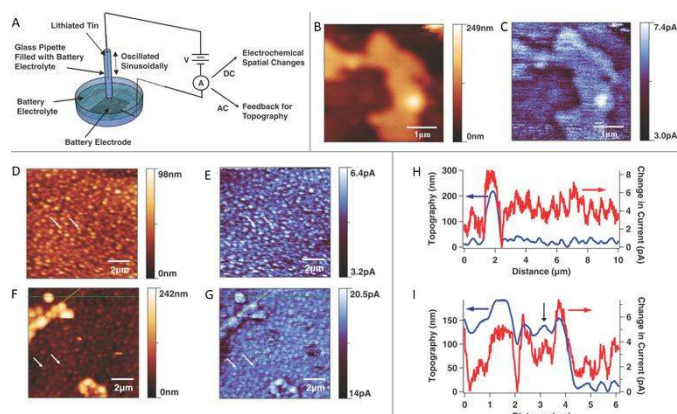 A
Lithiated Tin
Glass Pipette
Filled with Battery
Electrolyte
Oscillated
Sinusoidally
Battery
Electrolyte
Battery Electrode
V
A
DC
AC
Electrochemical
Spatial Changes
Feedback for
Topography
B
249nm
0nm
1μm
C
7.4pA
3.0pA
1μm
D
98nm
0nm
2μm
E
6.4pA
3.2pA
2μm
F
242nm
0nm
2μm
G
20.5pA
14pA
2μm
H
Topography (nm)
300
200
100
0
0 2 4 6 8 10
Distance (μm)
8
6
4
2
0
Change in
Current (pA)
I
Topography (nm)
150
100
50
0
0 1 2 3 4 5 6
6
4
2
0
Change in
Current (pA)